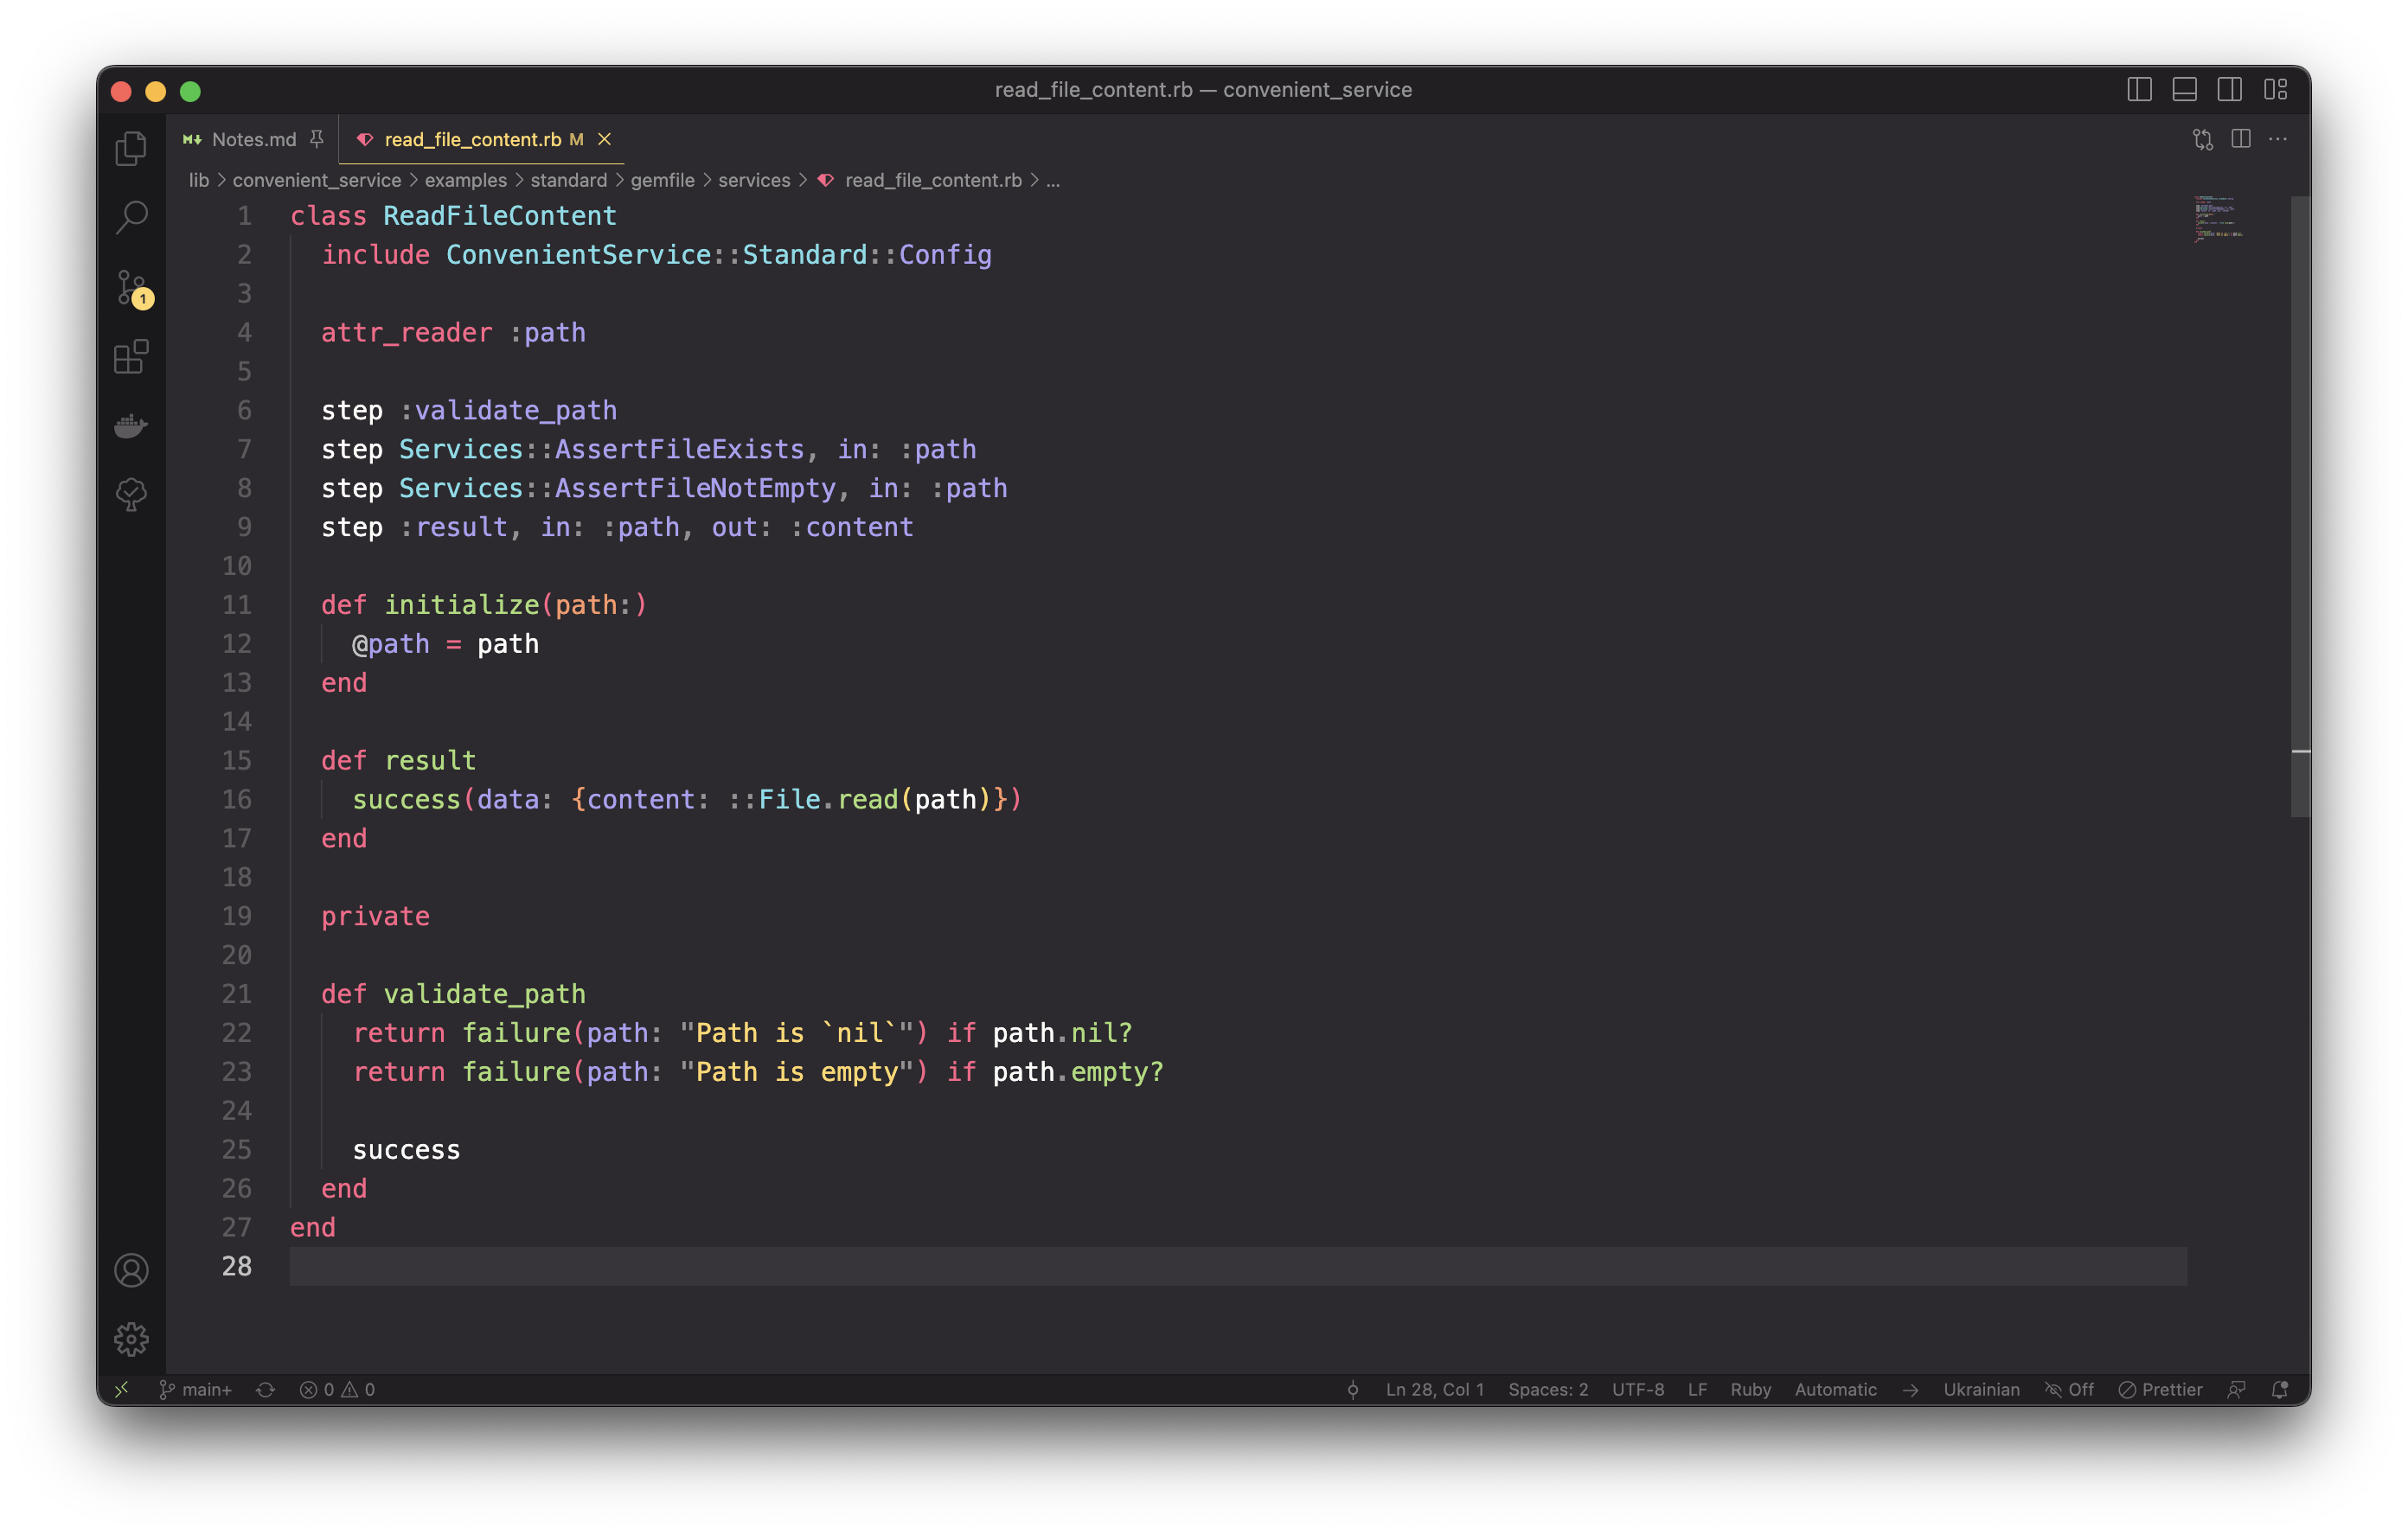 read_file_content.rb — convenient_service
Notes.md
read_file_content.rb M
lib > convenient_service > examples > standard > gemfile > services > read_file_content.rb > ...
1 class ReadFileContent
2   include ConvenientService::Standard::Config
3
4   attr_reader :path
5
6   step :validate_path
7   step Services::AssertFileExists, in: :path
8   step Services::AssertFileNotEmpty, in: :path
9   step :result, in: :path, out: :content
10
11   def initialize(path:)
12     @path = path
13   end
14
15   def result
16     success(data: {content: ::File.read(path)})
17   end
18
19   private
20
21   def validate_path
22     return failure(path: "Path is `nil`") if path.nil?
23     return failure(path: "Path is empty") if path.empty?
24
25     success
26   end
27 end
28
1
main+ 0 0 Ln 28, Col 1 Spaces: 2 UTF-8 LF Ruby Automatic Ukrainian Off Prettier